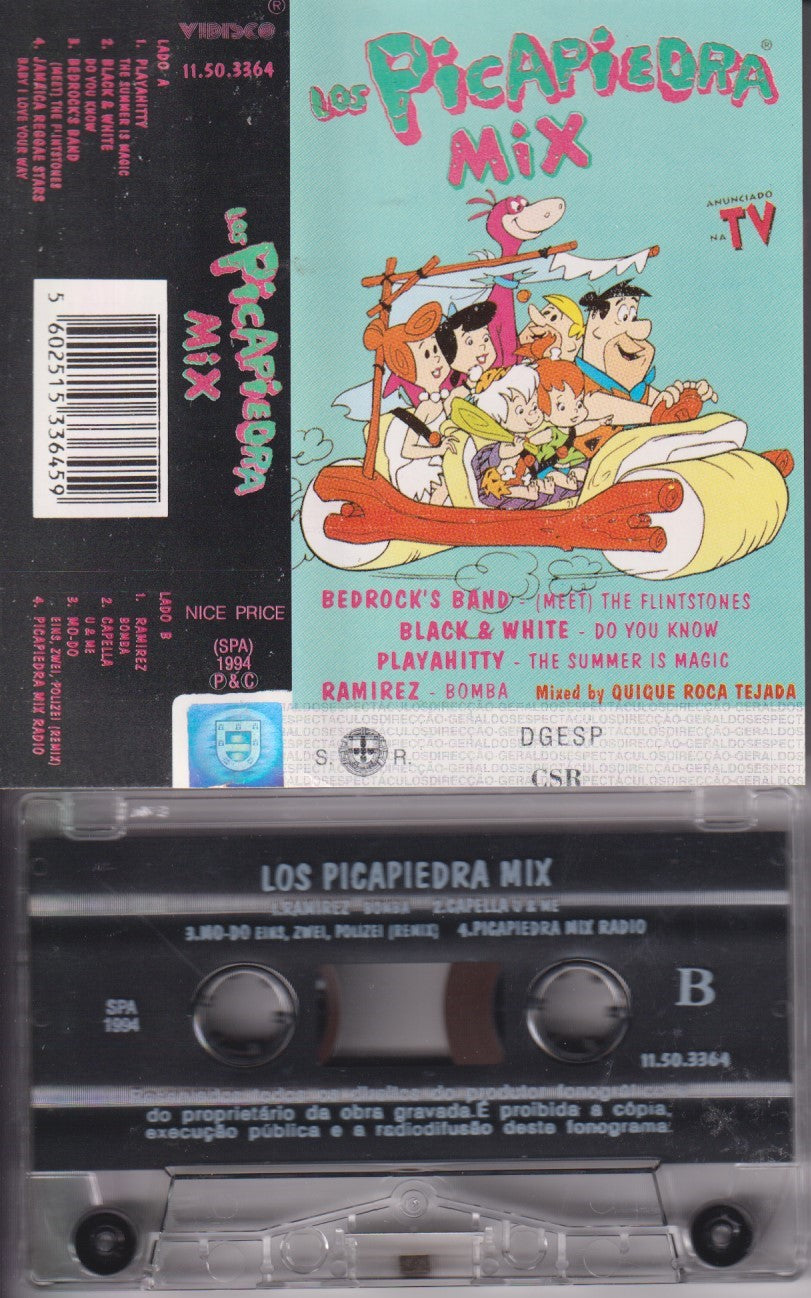 VIDISCO ®
11.50.3364
LADO A
1. PLAYAHITTY
THE SUMMER IS MAGIC
2. BLACK & WHITE
DO YOU KNOW
3. BEDROCK'S BAND
(MEET) THE FLINTSTONES
4. JAMAICA REGGAE STARS
BABY I LOVE YOUR WAY
LOS PICAPIEDRA
MIX
5 602515 336459
LADO B
1. RAMIREZ
BOMBA
2. CAPELLA
U & ME
3. MO-DO
EINS, ZWEI, POLIZEI (REMIX)
4. PICAPIEDRA MIX RADIO
NICE PRICE
(SPA)
1994
Ⓟ&Ⓒ
LOS PICAPIEDRA®
MIX
ANUNCIADO
NA TV
BEDROCK'S BAND - (MEET) THE FLINTSTONES
BLACK & WHITE - DO YOU KNOW
PLAYAHITTY - THE SUMMER IS MAGIC
RAMIREZ - BOMBA Mixed by QUIQUE ROCA TEJADA
S. R.
DGESP
CSR
LOS PICAPIEDRA MIX
1.RAMIREZ BOMBA 2.CAPELLA U & ME
3.MO-DO EINS, ZWEI, POLIZEI (REMIX) 4.PICAPIEDRA MIX RADIO
SPA
1994
B
11.50.3364
do proprietário da obra gravada.É proibida a cópia,
execução pública e a radiodifusão deste fonograma.